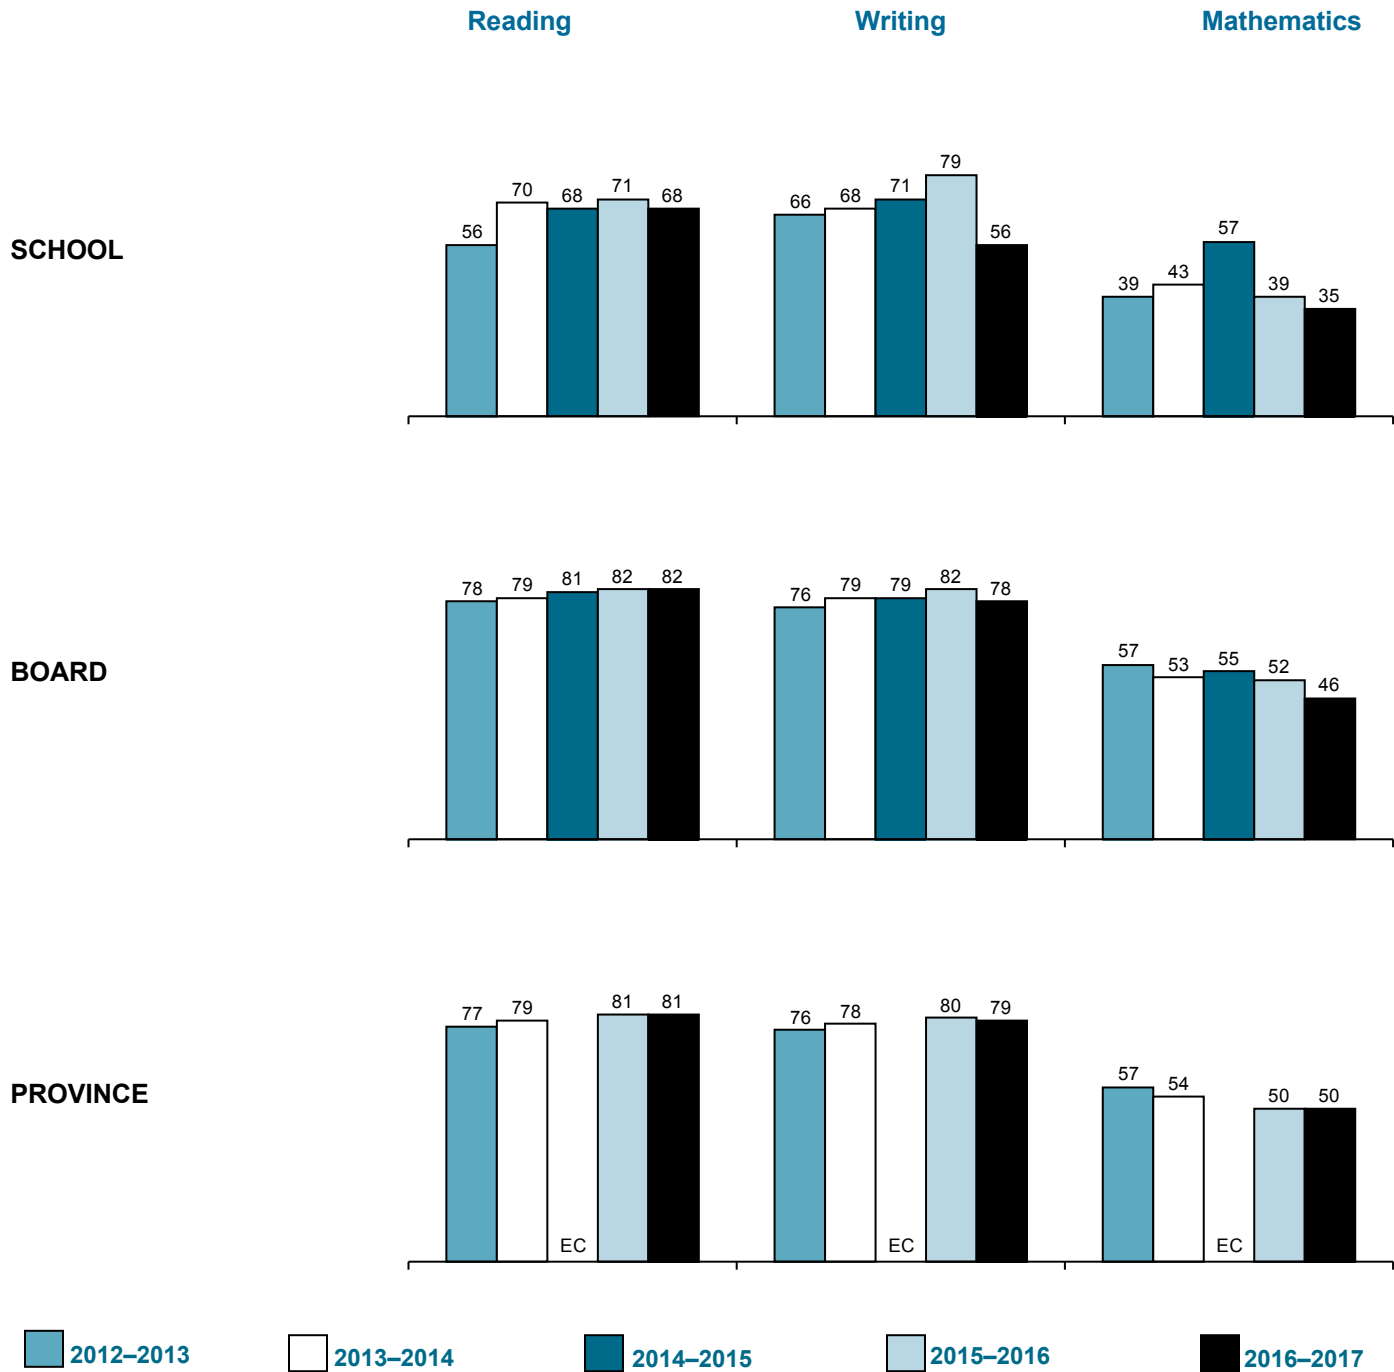 Reading Writing Mathematics
SCHOOL
56 70 68 71 68
66 68 71 79 56
39 43 57 39 35
BOARD
78 79 81 82 82
76 79 79 82 78
57 53 55 52 46
PROVINCE
77 79 EC 81 81
76 78 EC 80 79
57 54 EC 50 50
2012–2013 2013–2014 2014–2015 2015–2016 2016–2017